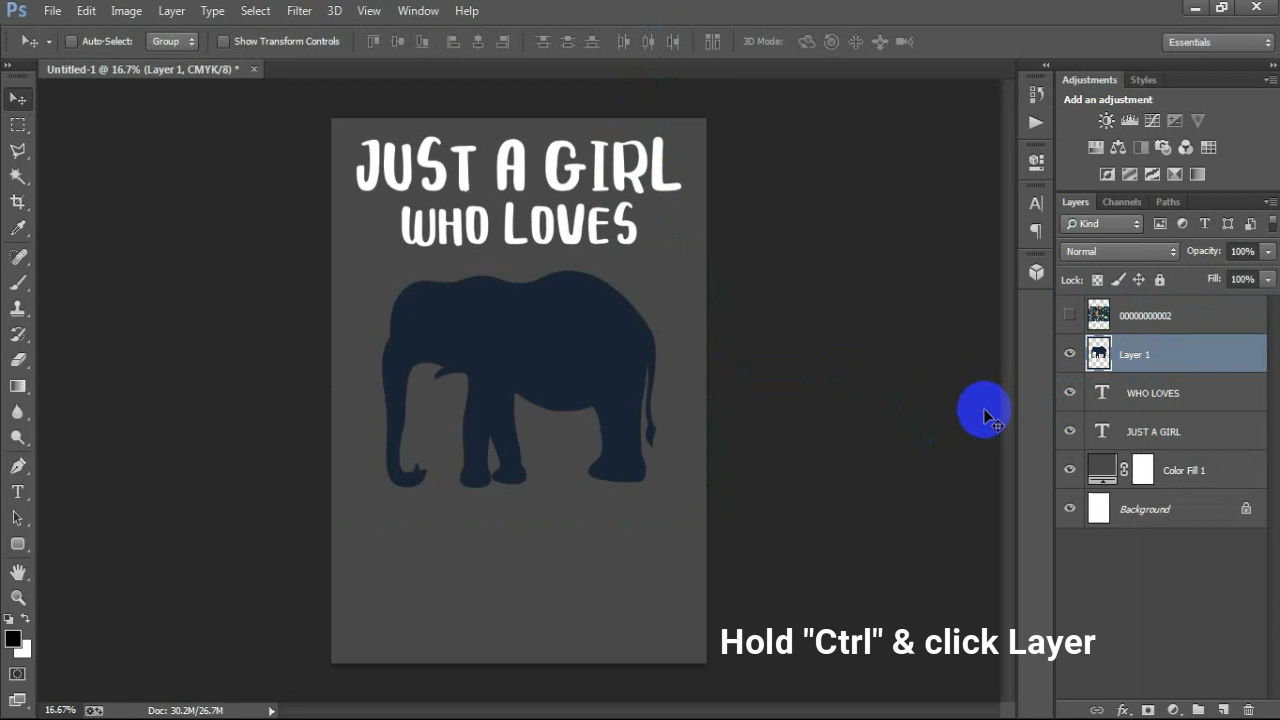 Ps File Edit Image Layer Type Select Filter 3D View Window Help
Auto-Select: Group Show Transform Controls 3D Mode: Essentials
Untitled-1 @ 16.7% (Layer 1, CMYK/8) *
Adjustments Styles
Add an adjustment
Layers Channels Paths
Kind
Normal Opacity: 100%
Lock: Fill: 100%
00000000002
Layer 1
WHO LOVES
JUST A GIRL
Color Fill 1
Background
JUST A GIRL
WHO LOVES
Hold "Ctrl" & click Layer
16.67% Doc: 30.2M/26.7M